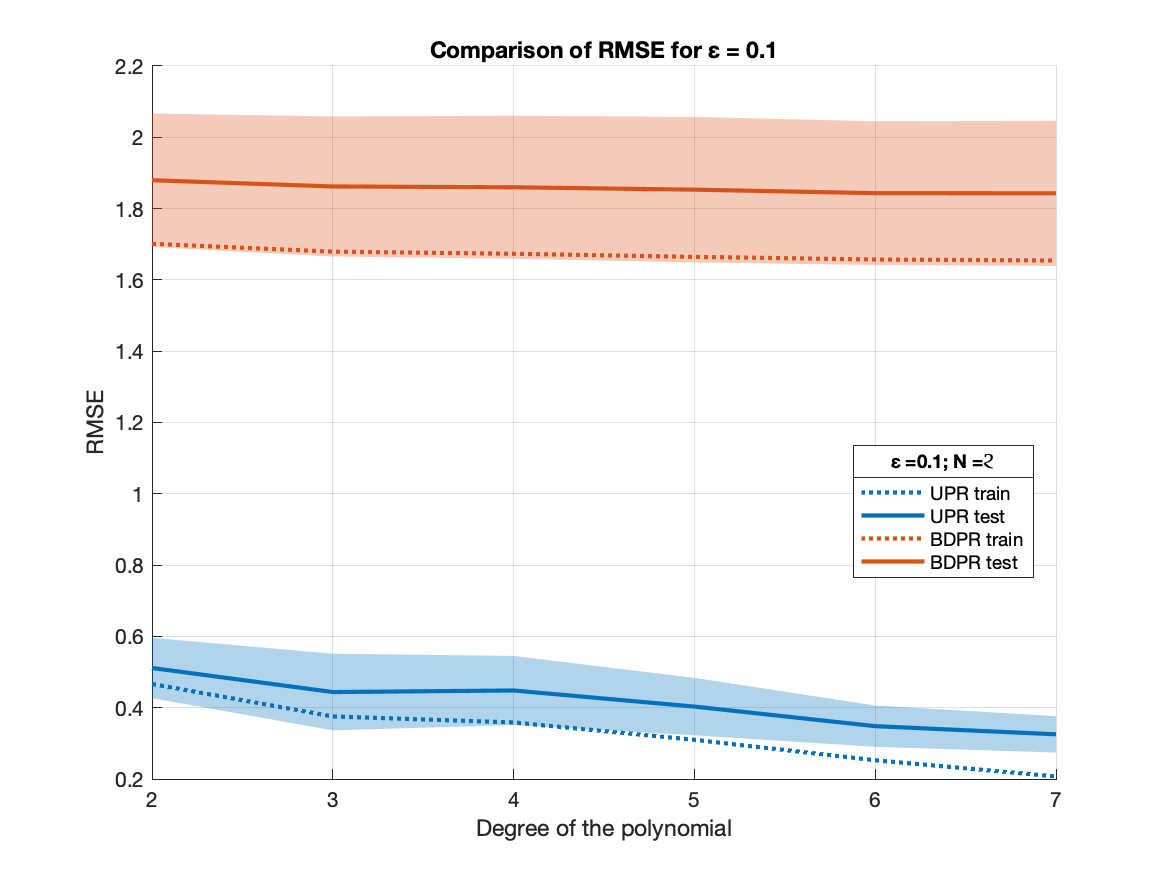 Comparison of RMSE for ε = 0.1
2.2
2
1.8
1.6
1.4
1.2
1
0.8
0.6
0.4
0.2
RMSE
ε =0.1; N =2
UPR train
UPR test
BDPR train
BDPR test
2 3 4 5 6 7
Degree of the polynomial